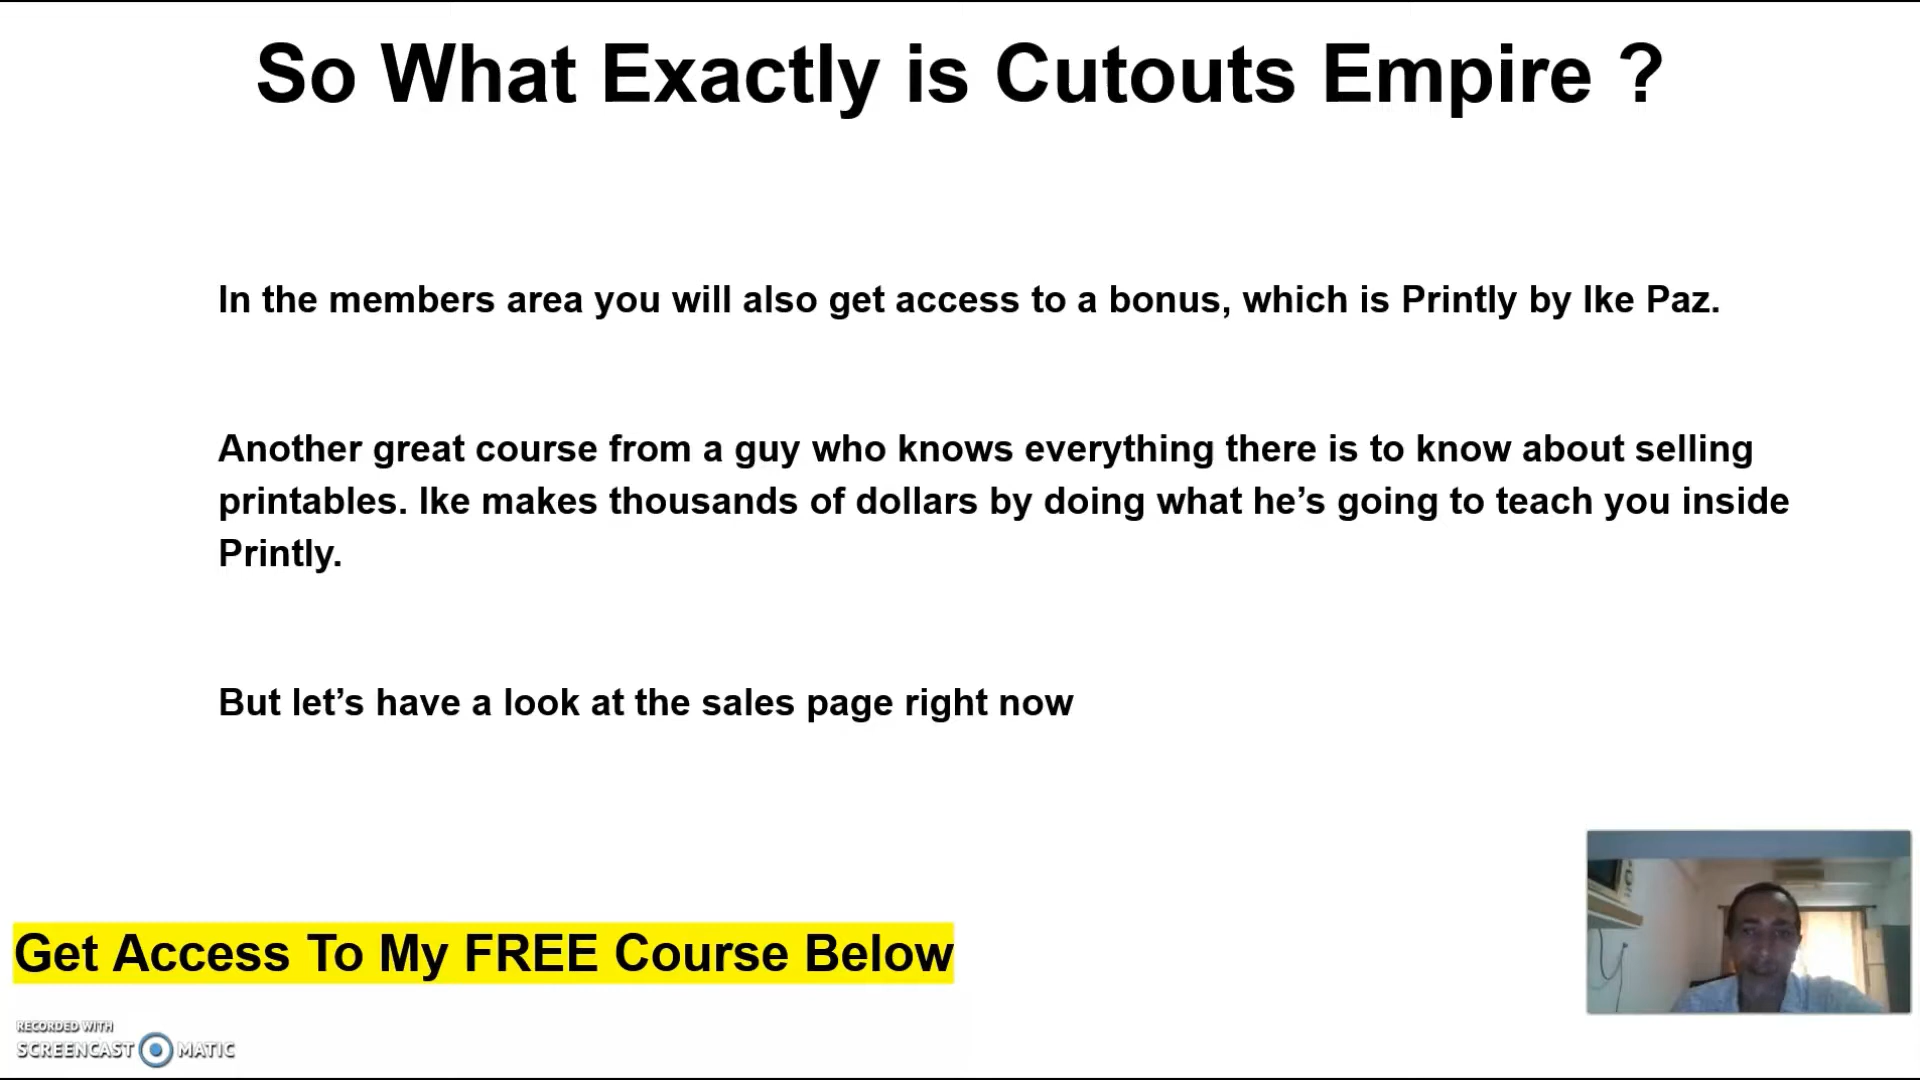 So What Exactly is Cutouts Empire ?
In the members area you will also get access to a bonus, which is Printly by Ike Paz.
Another great course from a guy who knows everything there is to know about selling
printables. Ike makes thousands of dollars by doing what he’s going to teach you inside
Printly.
But let’s have a look at the sales page right now
Get Access To My FREE Course Below
RECORDED WITH
SCREENCAST MATIC